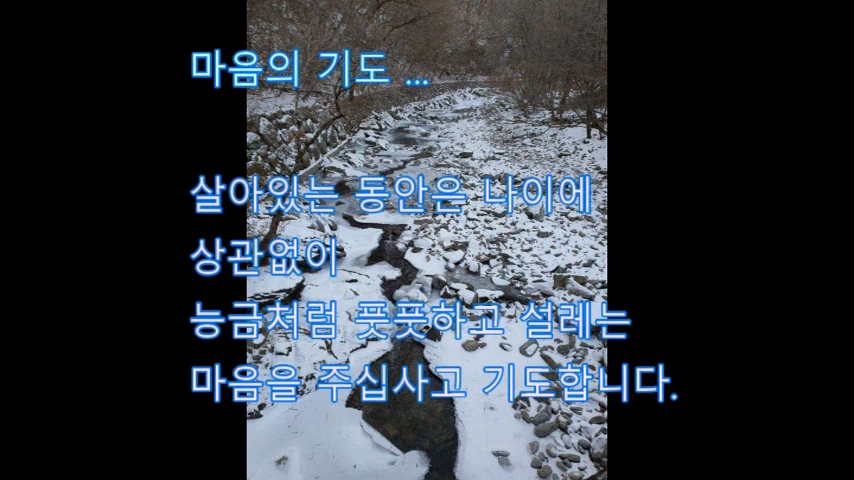 마음의 기도 ...
살아있는 동안은 나이에
상관없이
능금처럼 풋풋하고 설레는
마음을 주십사고 기도합니다.